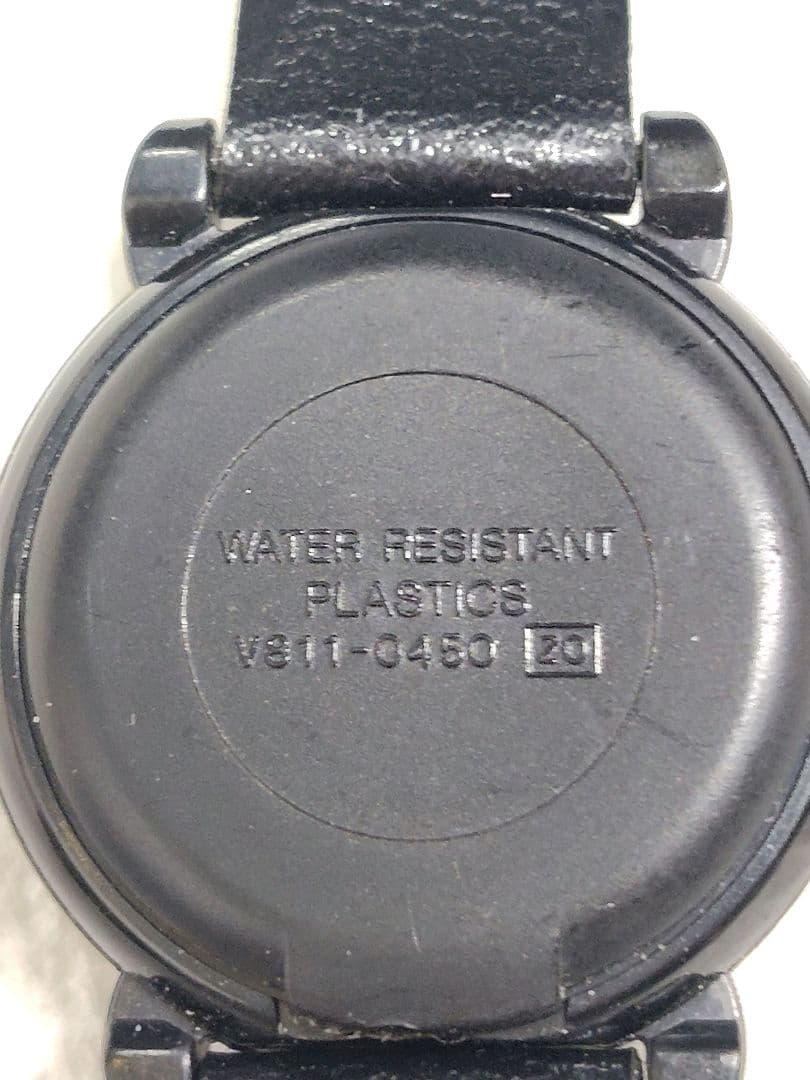 WATER RESISTANT
PLASTICS
V811-0450 20